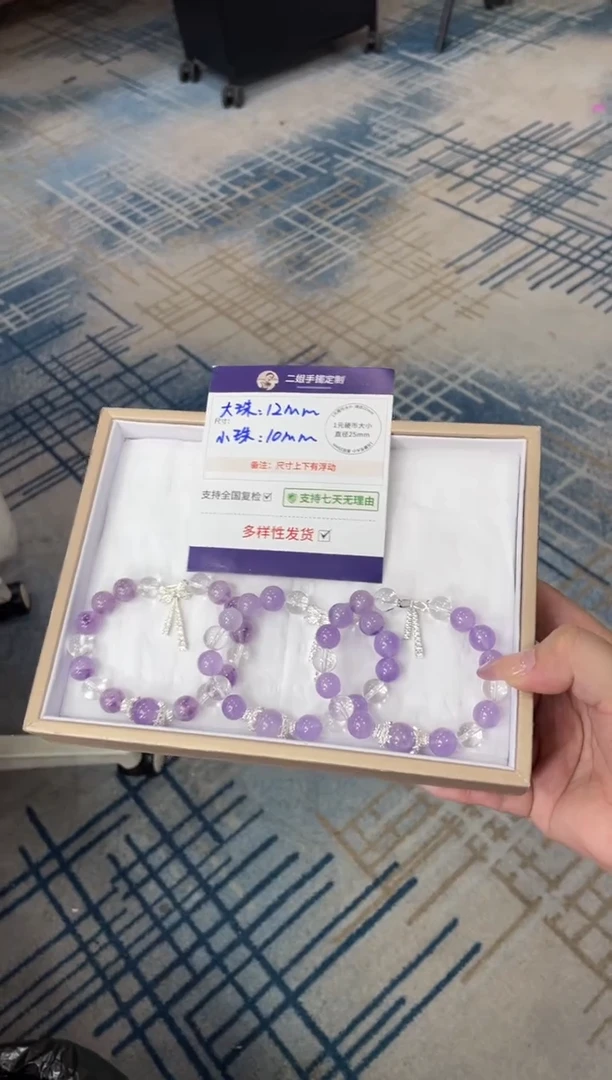 二姐手镯定制
大珠:12mm
尺寸:
小珠:10mm
1元硬币大小
直径25mm
备注:尺寸上下有浮动
支持全国复检
支持七天无理由
多样性发货